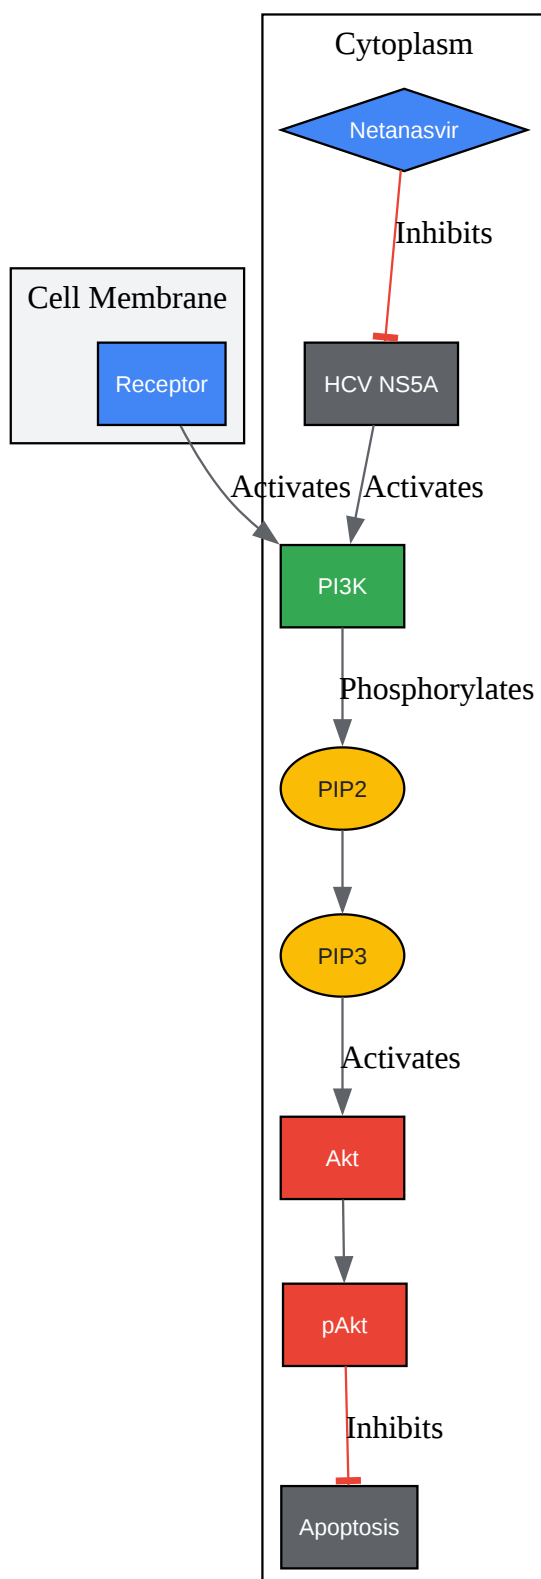 Cytoplasm
Netanasvir
Inhibits
Cell Membrane
Receptor
HCV NS5A
Activates
Activates
PI3K
Phosphorylates
PIP2
PIP3
Activates
Akt
pAkt
Inhibits
Apoptosis